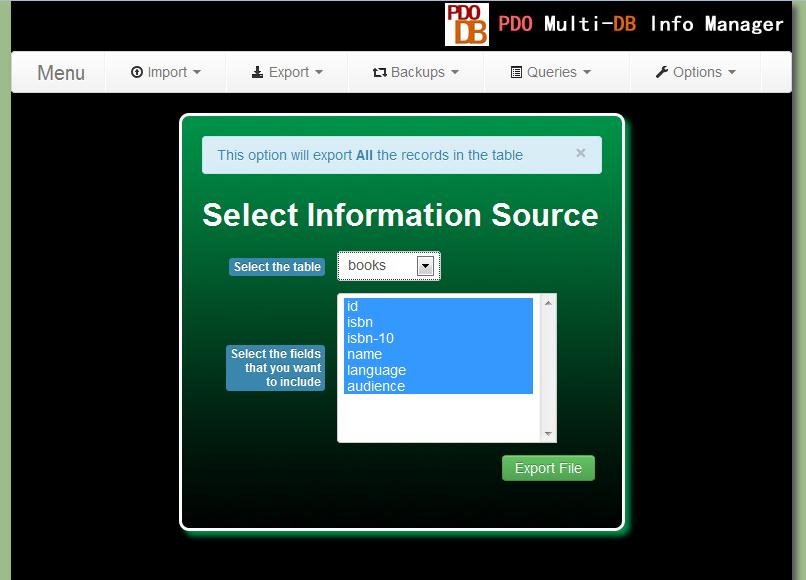 PDO
DB
PDO Multi-DB Info Manager
Menu
Import
Export
Backups
Queries
Options
This option will export All the records in the table
×
Select Information Source
Select the table
books
Select the fields
that you want
to include
id
isbn
isbn-10
name
language
audience
Export File